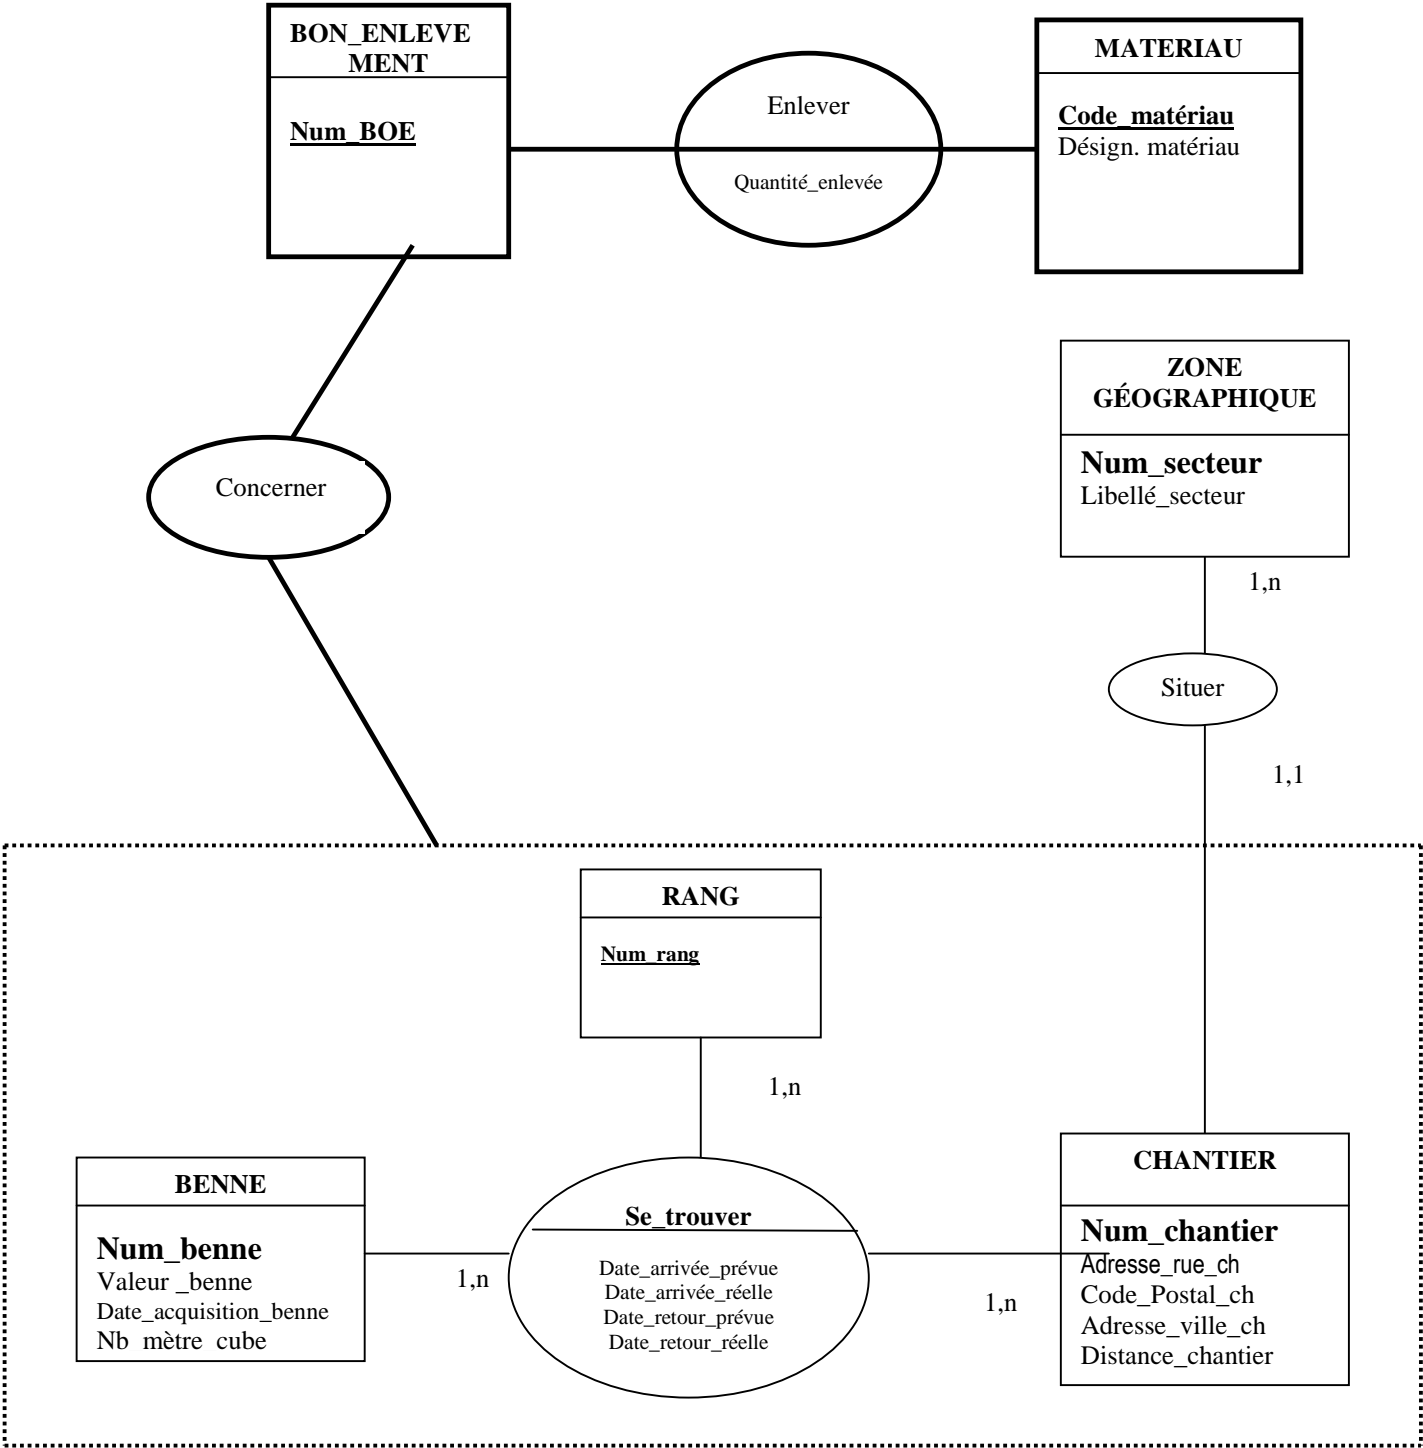 BON_ENLEVE
MENT
Num_BOE
Enlever
Quantité_enlevée
MATERIAU
Code_matériau
Désign. matériau
ZONE
GÉOGRAPHIQUE
Num_secteur
Libellé_secteur
1,n
Concerner
Situer
1,1
RANG
Num_rang
1,n
BENNE
Num_benne
Valeur _benne
Date_acquisition_benne
Nb mètre cube
1,n
Se_trouver
Date_arrivée_prévue
Date_arrivée_réelle
Date_retour_prévue
Date_retour_réelle
1,n
CHANTIER
Num_chantier
Adresse_rue_ch
Code_Postal_ch
Adresse_ville_ch
Distance_chantier